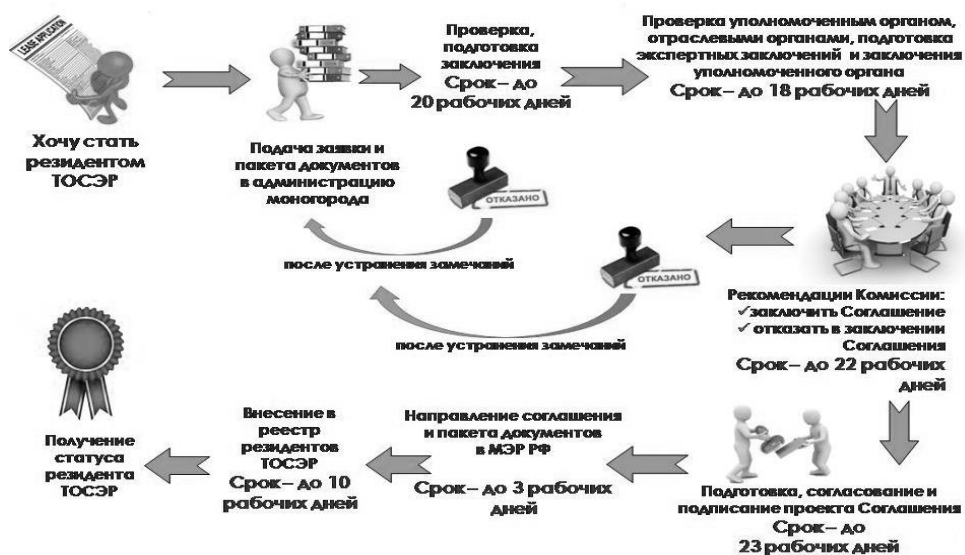 LEASE APPLICATION
Хочу стать
резидентом
ТОСЭР
Подача заявки и
пакета документов
в администрацию
моногорода
Проверка,
подготовка
заключения
Срок – до
20 рабочих дней
Проверка уполномоченным органом,
отраслевыми органами, подготовка
экспертных заключений и заключения
уполномоченного органа
Срок – до 18 рабочих дней
ОТКАЗАНО
после устранения замечаний
ОТКАЗАНО
после устранения замечаний
Рекомендации Комиссии:
✓заключить Соглашение
✓ отказать в заключении
Соглашения
Срок – до 22 рабочих
дней
Подготовка, согласование и
подписание проекта Соглашения
Срок – до
23 рабочих дней
Направление соглашения
и пакета документов
в МЭР РФ
Срок – до 3 рабочих
дней
Внесение в
реестр
резидентов
ТОСЭР
Срок – до 10
рабочих дней
Получение
статуса
резидента
ТОСЭР